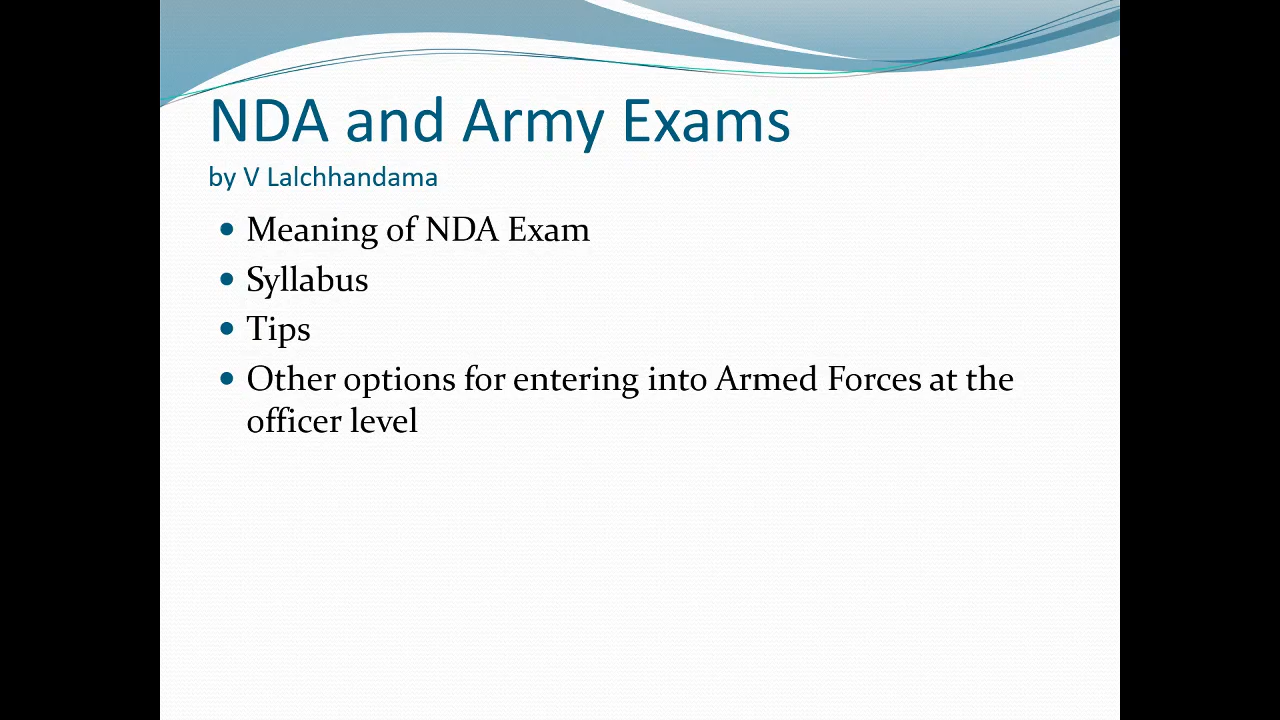 NDA and Army Exams
by V Lalchhandama
• Meaning of NDA Exam
• Syllabus
• Tips
• Other options for entering into Armed Forces at the
officer level